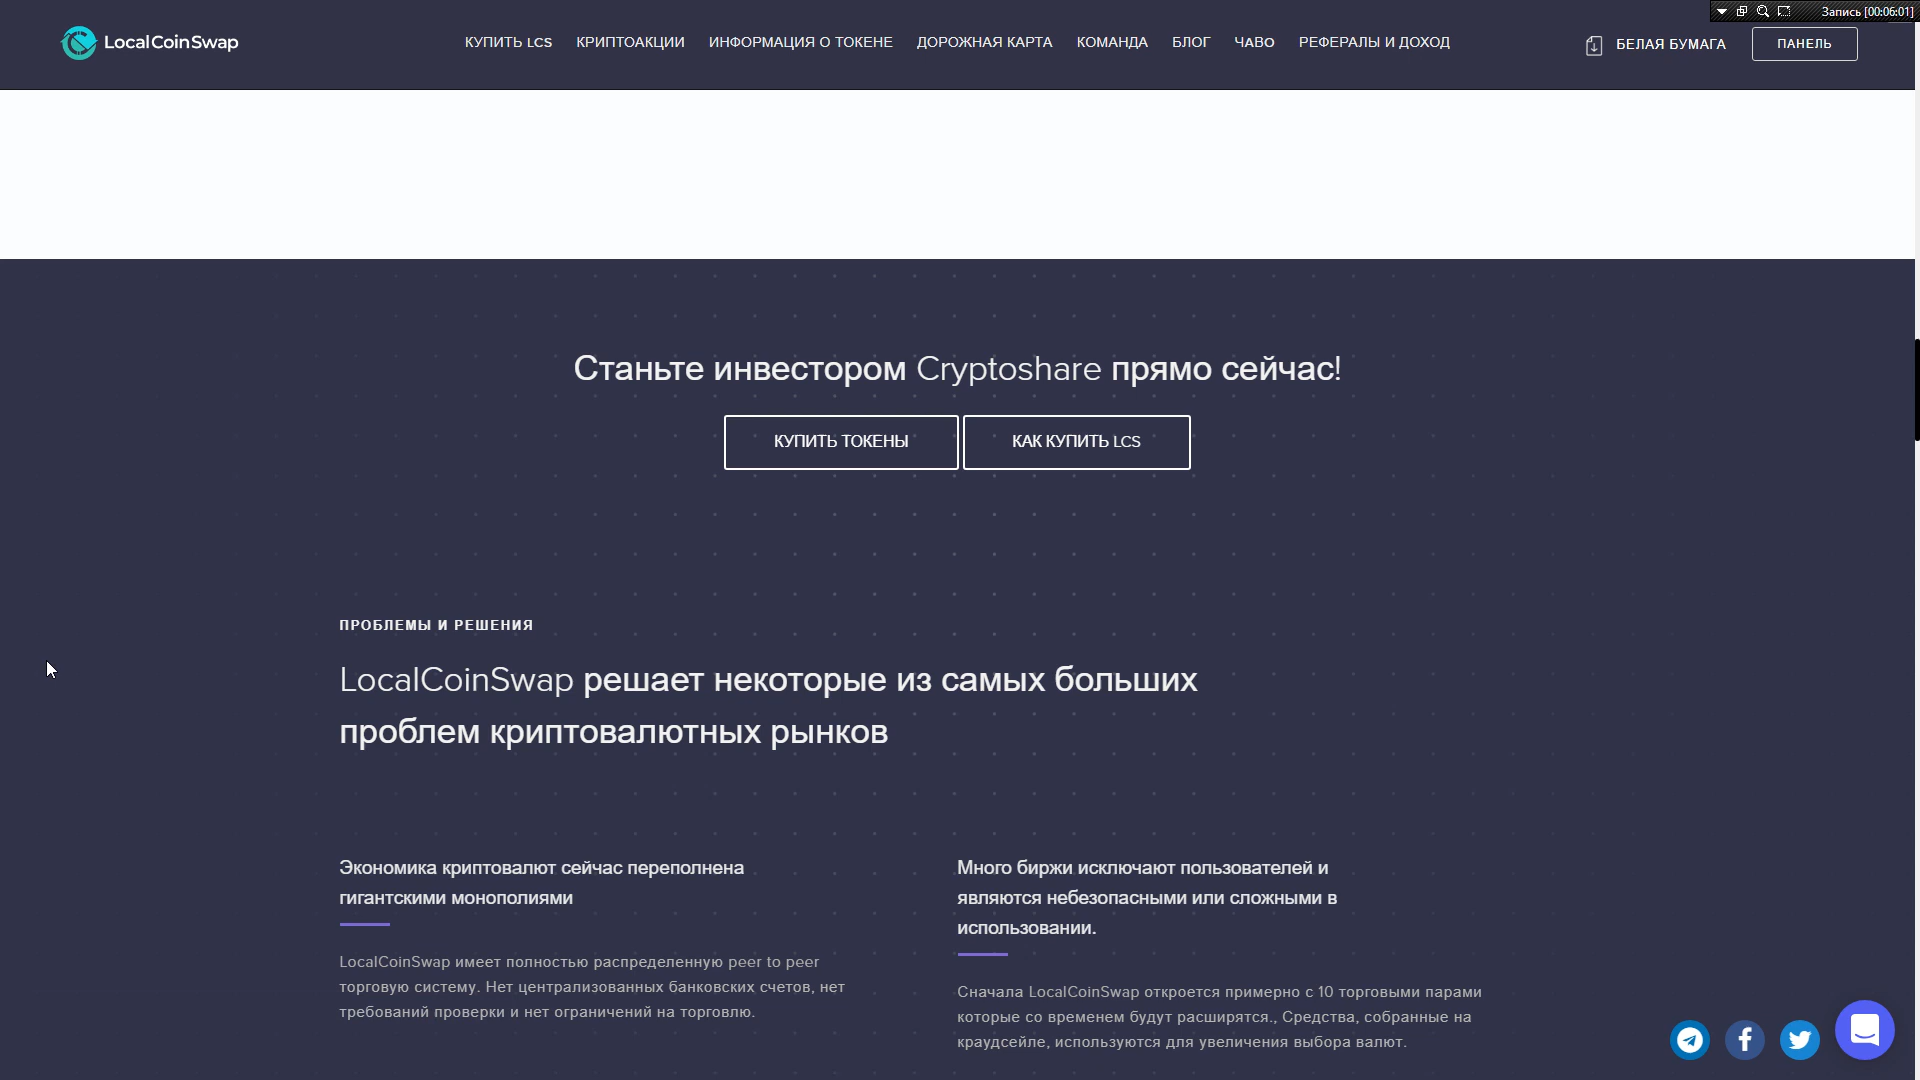 Запись [00:06:01]
LocalCoinSwap
КУПИТЬ LCS КРИПТОАКЦИИ ИНФОРМАЦИЯ О ТОКЕНЕ ДОРОЖНАЯ КАРТА КОМАНДА БЛОГ ЧАВО РЕФЕРАЛЫ И ДОХОД
БЕЛАЯ БУМАГА
ПАНЕЛЬ
Станьте инвестором Cryptoshare прямо сейчас!
КУПИТЬ ТОКЕНЫ
КАК КУПИТЬ LCS
ПРОБЛЕМЫ И РЕШЕНИЯ
LocalCoinSwap решает некоторые из самых больших
проблем криптовалютных рынков
Экономика криптовалют сейчас переполнена
гигантскими монополиями
LocalCoinSwap имеет полностью распределенную peer to peer
торговую систему. Нет централизованных банковских счетов, нет
требований проверки и нет ограничений на торговлю.
Много биржи исключают пользователей и
являются небезопасными или сложными в
использовании.
Сначала LocalCoinSwap откроется примерно с 10 торговыми парами
которые со временем будут расширятся., Средства, собранные на
краудсейле, используются для увеличения выбора валют.